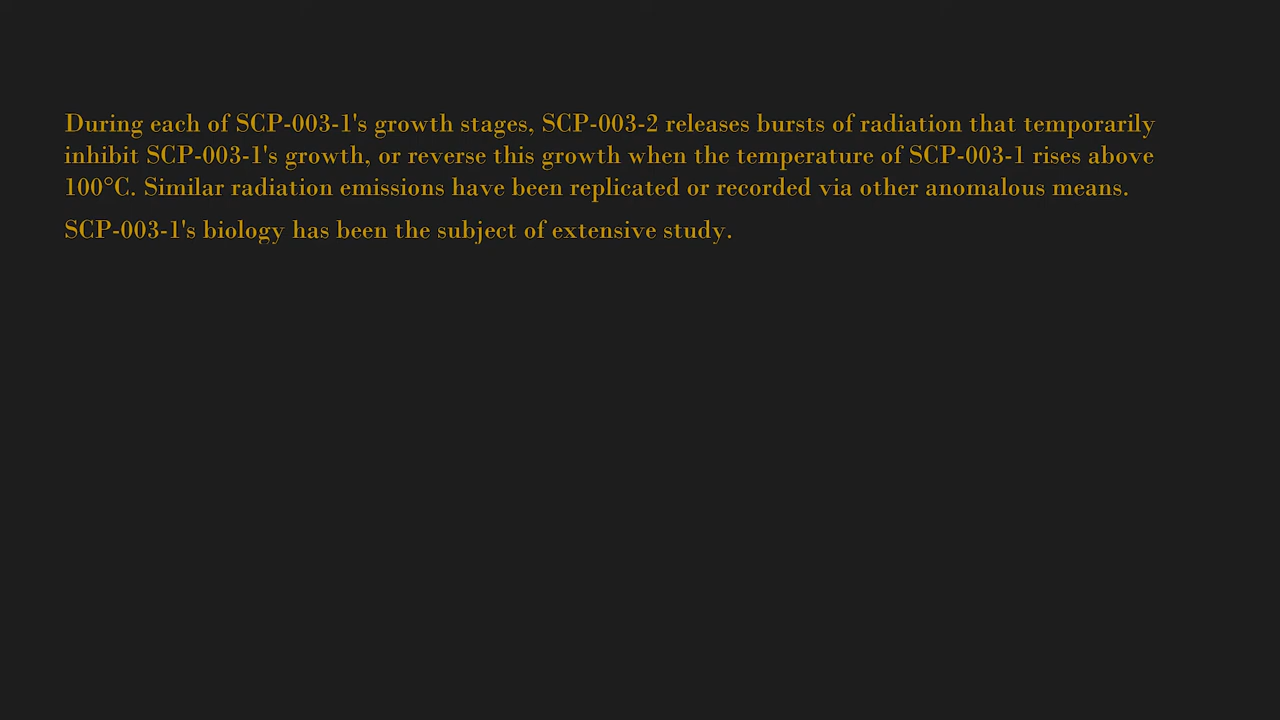 During each of SCP-003-1's growth stages, SCP-003-2 releases bursts of radiation that temporarily
inhibit SCP-003-1's growth, or reverse this growth when the temperature of SCP-003-1 rises above
100°C. Similar radiation emissions have been replicated or recorded via other anomalous means.
SCP-003-1's biology has been the subject of extensive study.